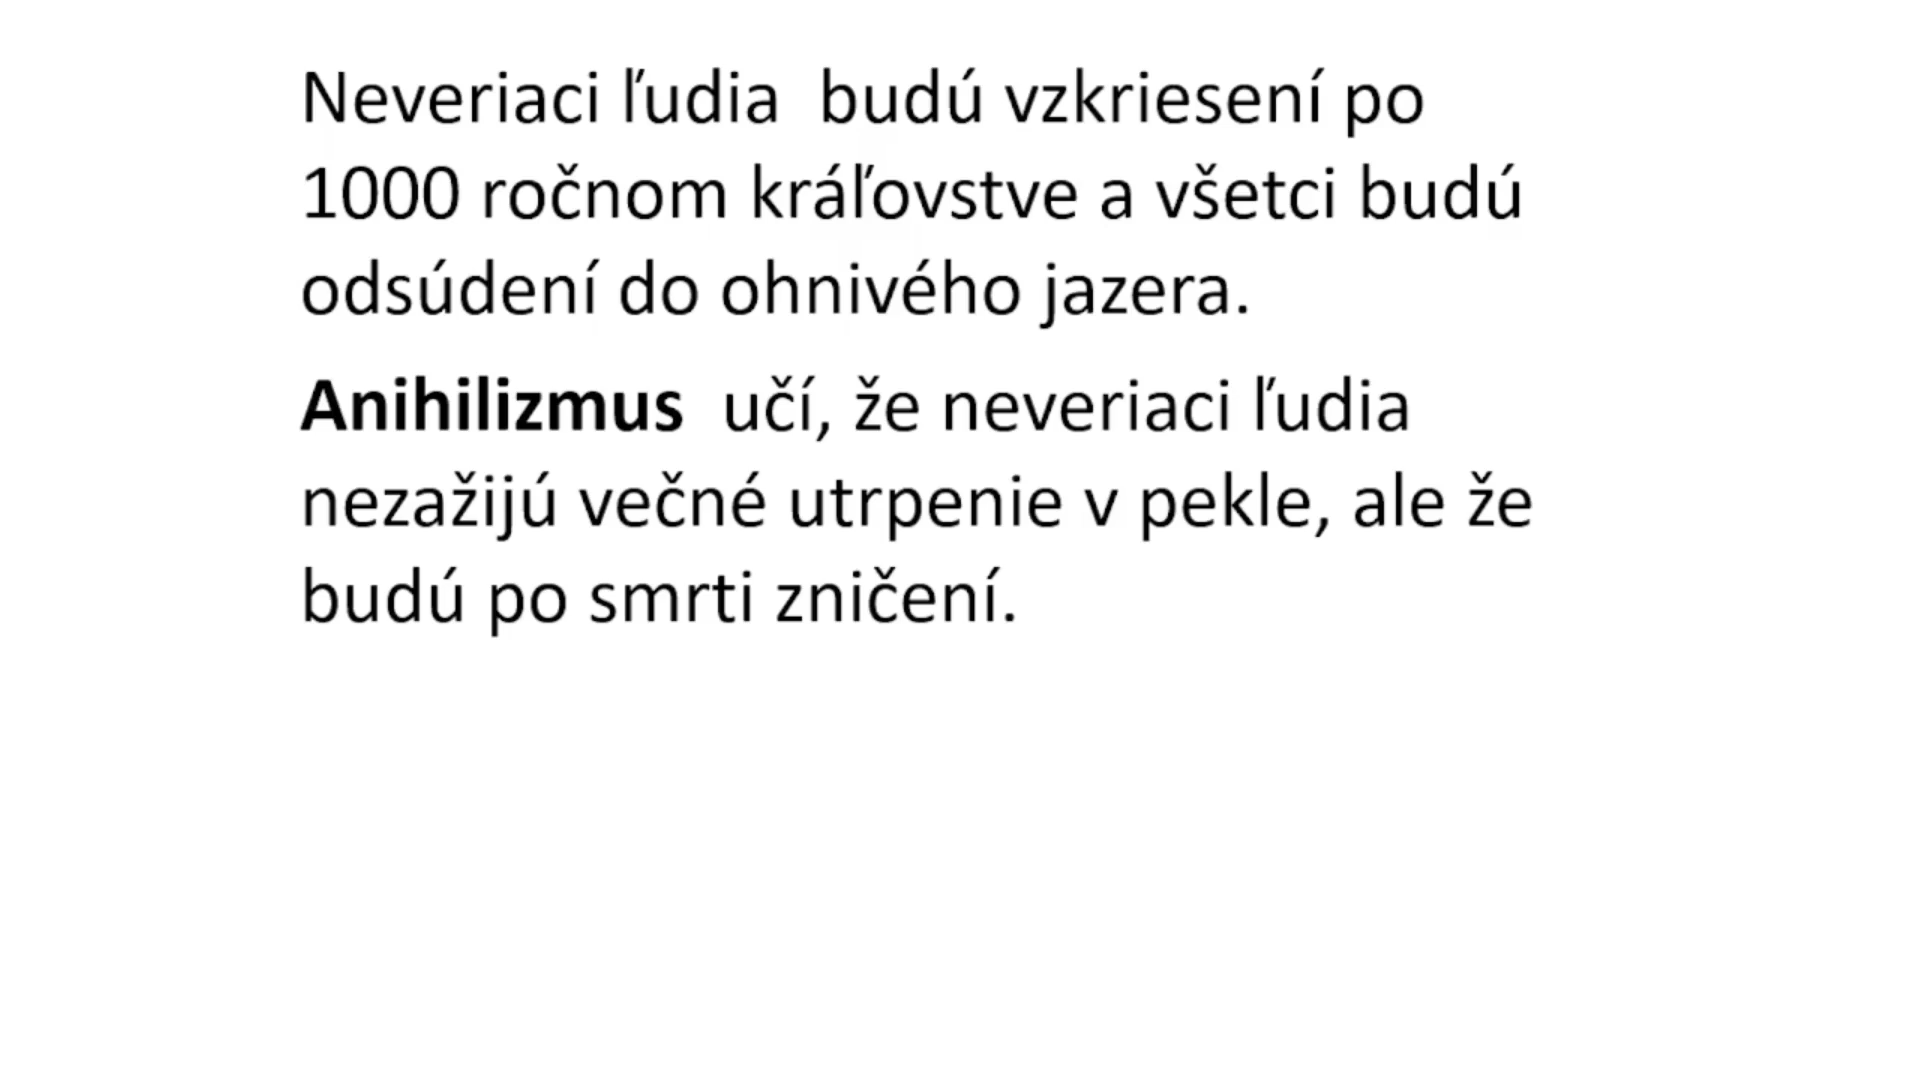 Neveriaci ľudia  budú vzkriesení po
1000 ročnom kráľovstve a všetci budú
odsúdení do ohnivého jazera.
Anihilizmus  učí, že neveriaci ľudia
nezažijú večné utrpenie v pekle, ale že
budú po smrti zničení.